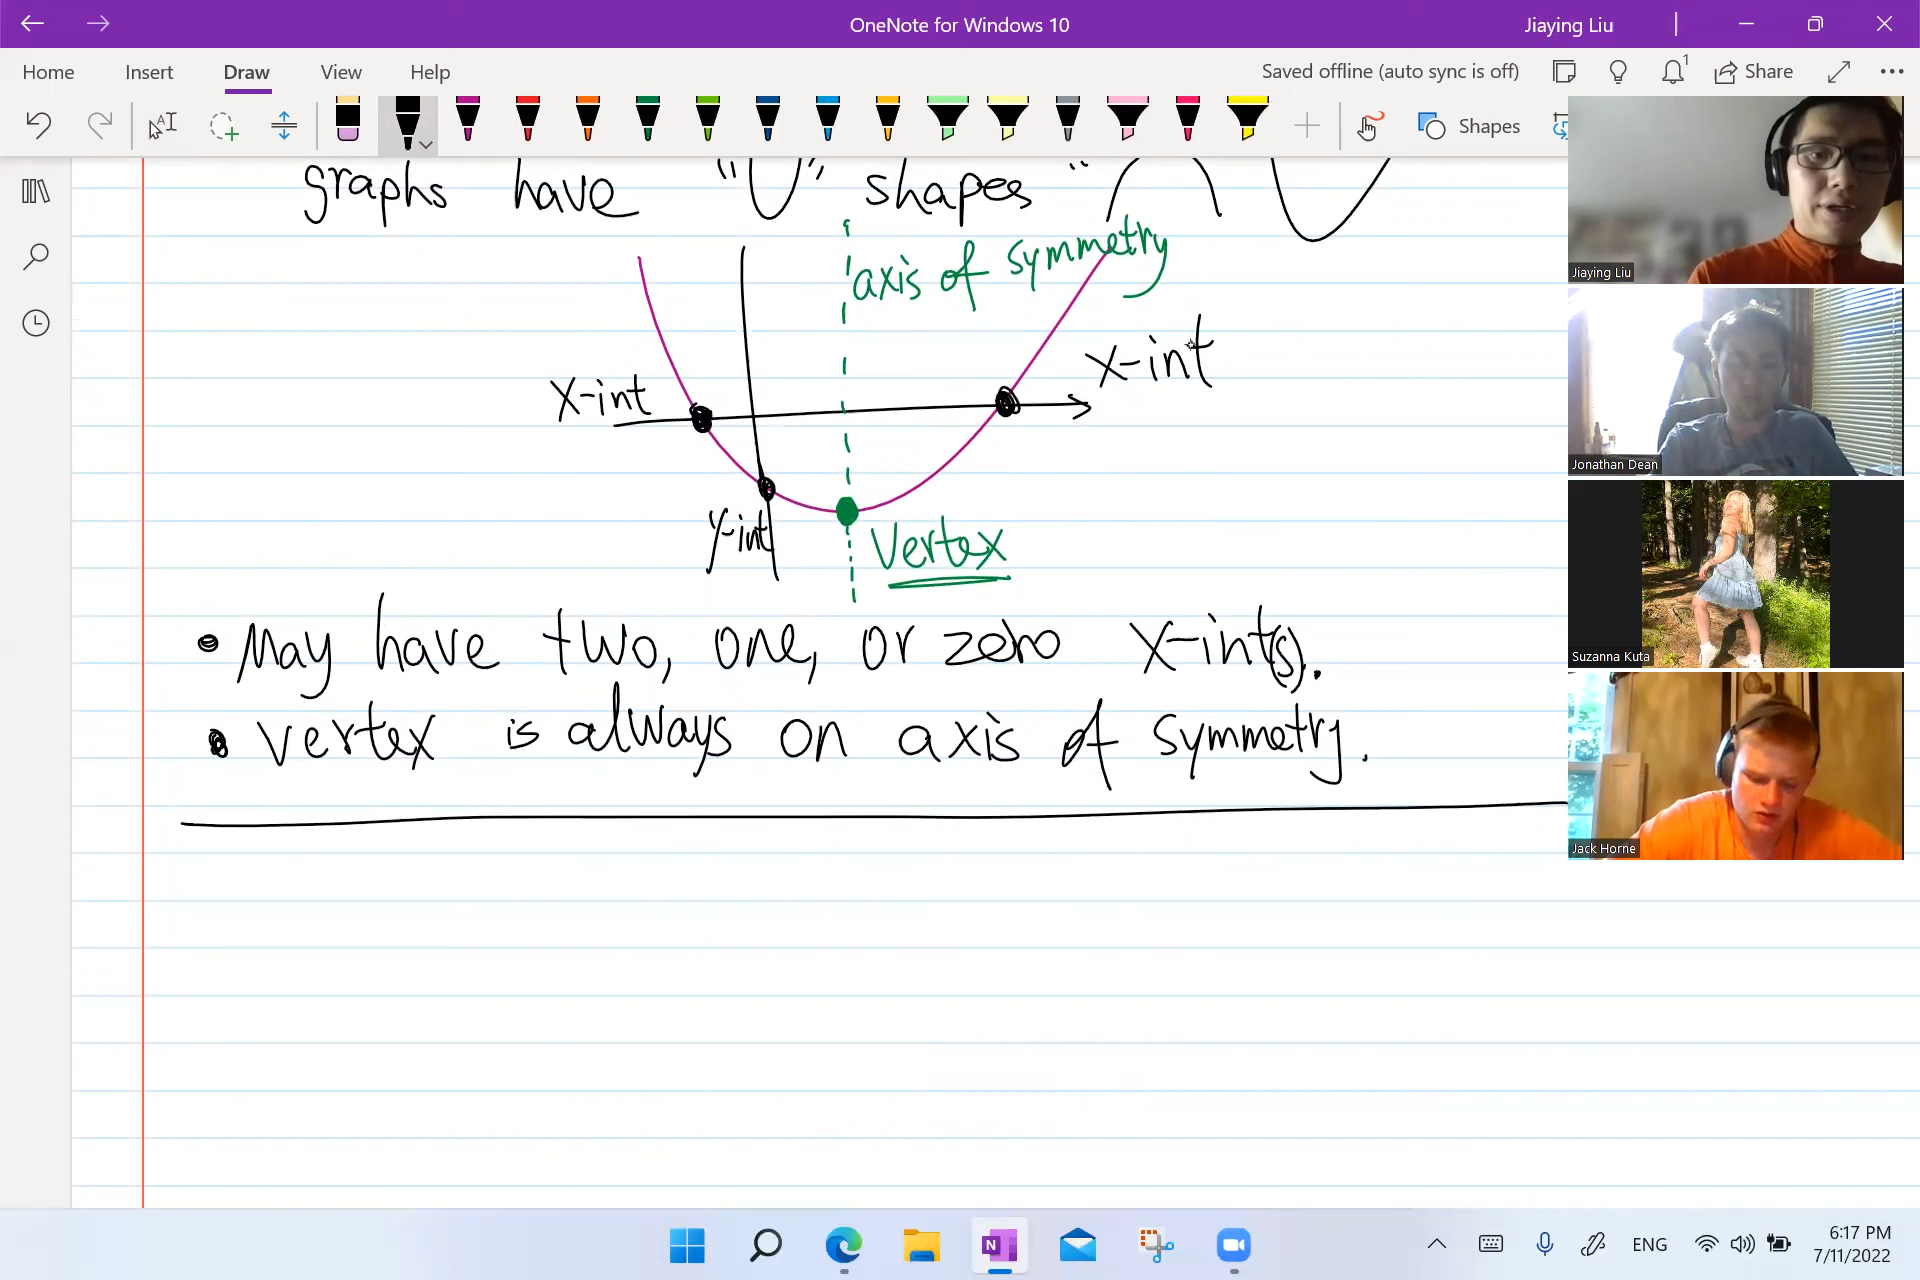 OneNote for Windows 10
Jiaying Liu
Home Insert Draw View Help
Saved offline (auto sync is off)
1
Share
Shapes
graphs have "U" shapes "
axis of symmetry
x-int
x-int
y-int
Vertex
• May have two, one, or zero x-int(s).
• vertex is always on axis of symmetry.
Jiaying Liu
Jonathan Dean
Suzanna Kuta
Jack Horne
N
ENG
6:17 PM
7/11/2022